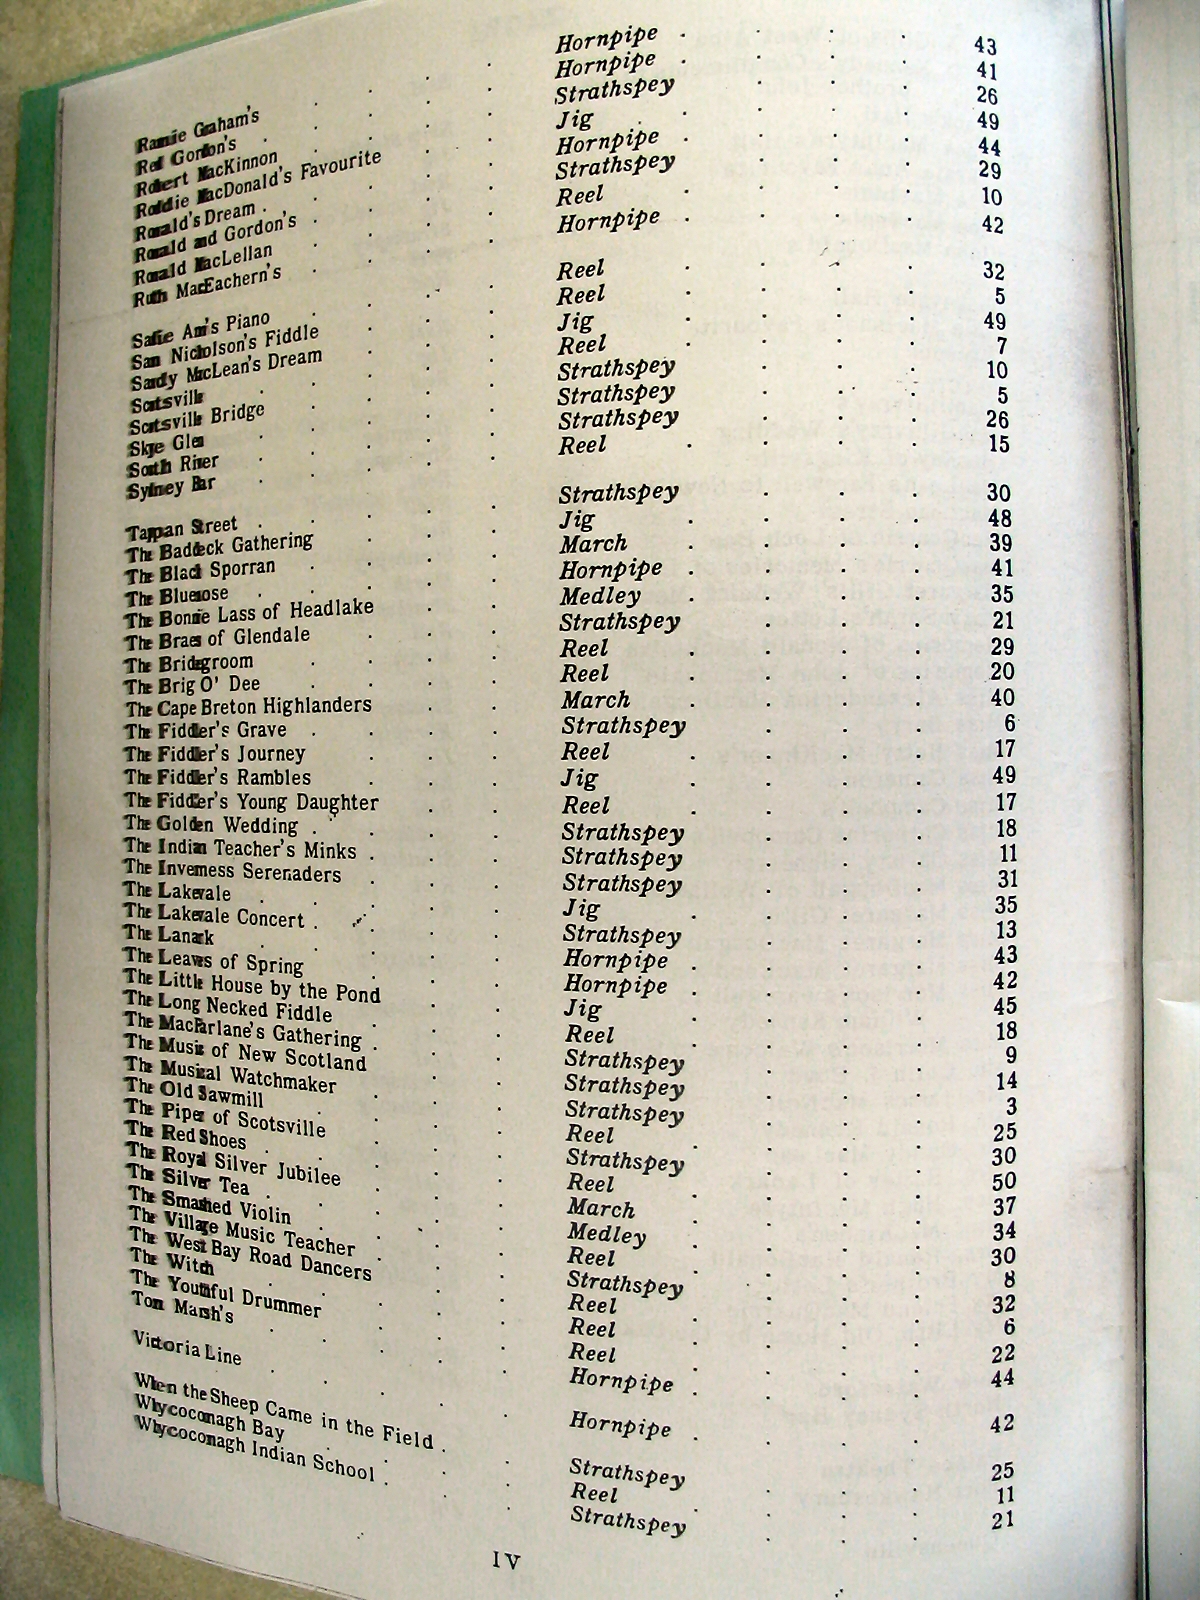 Rannie Graham's Hornpipe 43
Red Gordon's Hornpipe 41
Robert MacKinnon Strathspey 26
Roddie MacDonald's Favourite Jig 49
Ronald's Dream Hornpipe 44
Ronald and Gordon's Strathspey 29
Ronald MacLellan Reel 10
Ruth MacEachern's Hornpipe 42
Sallie Ann's Piano Reel 32
San Nicholson's Fiddle Reel 5
Sandy MacLean's Dream Jig 49
Scotsville Reel 7
Scotsville Bridge Strathspey 10
Skye Glen Strathspey 5
South River Strathspey 26
Sydney Bar Reel 15
Tappan Street Strathspey 30
The Baddeck Gathering Jig 48
The Black Sporran March 39
The Bluenose Hornpipe 41
The Bonnie Lass of Headlake Medley 35
The Braes of Glendale Strathspey 21
The Bridegroom Reel 29
The Brig O' Dee Reel 20
The Cape Breton Highlanders March 40
The Fiddler's Grave Strathspey 6
The Fiddler's Journey Reel 17
The Fiddler's Rambles Jig 49
The Fiddler's Young Daughter Reel 17
The Golden Wedding Strathspey 18
The Indian Teacher's Minks Strathspey 11
The Inverness Serenaders Strathspey 31
The Lakevale Jig 35
The Lakevale Concert Strathspey 13
The Lanark Hornpipe 43
The Leaves of Spring Hornpipe 42
The Little House by the Pond Jig 45
The Long Necked Fiddle Reel 18
The MacFarlane's Gathering Strathspey 9
The Music of New Scotland Strathspey 14
The Musical Watchmaker Strathspey 3
The Old Sawmill Reel 25
The Piper of Scotsville Strathspey 30
The Red Shoes Reel 50
The Royal Silver Jubilee March 37
The Silver Tea Medley 34
The Smashed Violin Reel 30
The Village Music Teacher Strathspey 8
The West Bay Road Dancers Reel 32
The Witch Reel 6
The Youthful Drummer Reel 22
Tom Marsh's Hornpipe 44
Victoria Line Hornpipe 42
When the Sheep Came in the Field Strathspey 25
Whycocomagh Bay Reel 11
Whycocomagh Indian School Strathspey 21
IV